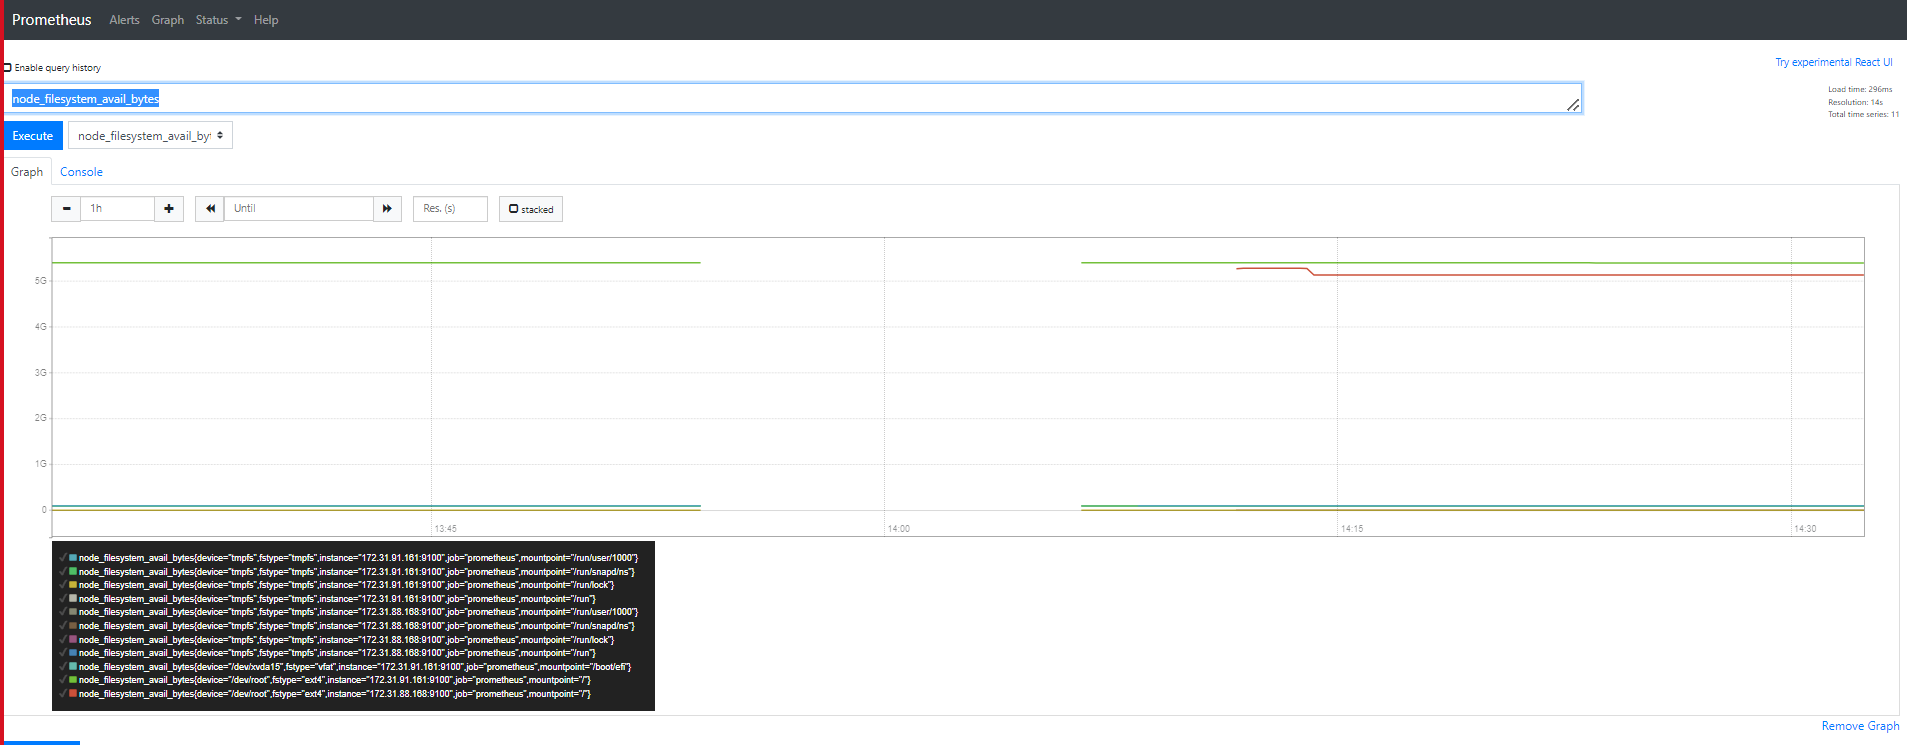 Prometheus Alerts Graph Status Help
Enable query history
Try experimental React UI
node_filesystem_avail_bytes
Load time: 296ms
Resolution: 14s
Total time series: 11
Execute node_filesystem_avail_byt
Graph Console
1h Until Res. (s) stacked
5G
4G
3G
2G
1G
0
13:45 14:00 14:15 14:30
node_filesystem_avail_bytes{device="tmpfs",fstype="tmpfs",instance="172.31.91.161:9100",job="prometheus",mountpoint="/run/user/1000"}
node_filesystem_avail_bytes{device="tmpfs",fstype="tmpfs",instance="172.31.91.161:9100",job="prometheus",mountpoint="/run/snapd/ns"}
node_filesystem_avail_bytes{device="tmpfs",fstype="tmpfs",instance="172.31.91.161:9100",job="prometheus",mountpoint="/run/lock"}
node_filesystem_avail_bytes{device="tmpfs",fstype="tmpfs",instance="172.31.91.161:9100",job="prometheus",mountpoint="/run"}
node_filesystem_avail_bytes{device="tmpfs",fstype="tmpfs",instance="172.31.88.168:9100",job="prometheus",mountpoint="/run/user/1000"}
node_filesystem_avail_bytes{device="tmpfs",fstype="tmpfs",instance="172.31.88.168:9100",job="prometheus",mountpoint="/run/snapd/ns"}
node_filesystem_avail_bytes{device="tmpfs",fstype="tmpfs",instance="172.31.88.168:9100",job="prometheus",mountpoint="/run/lock"}
node_filesystem_avail_bytes{device="tmpfs",fstype="tmpfs",instance="172.31.88.168:9100",job="prometheus",mountpoint="/run"}
node_filesystem_avail_bytes{device="/dev/xvda15",fstype="vfat",instance="172.31.91.161:9100",job="prometheus",mountpoint="/boot/efi"}
node_filesystem_avail_bytes{device="/dev/root",fstype="ext4",instance="172.31.91.161:9100",job="prometheus",mountpoint="/"}
node_filesystem_avail_bytes{device="/dev/root",fstype="ext4",instance="172.31.88.168:9100",job="prometheus",mountpoint="/"}
Remove Graph